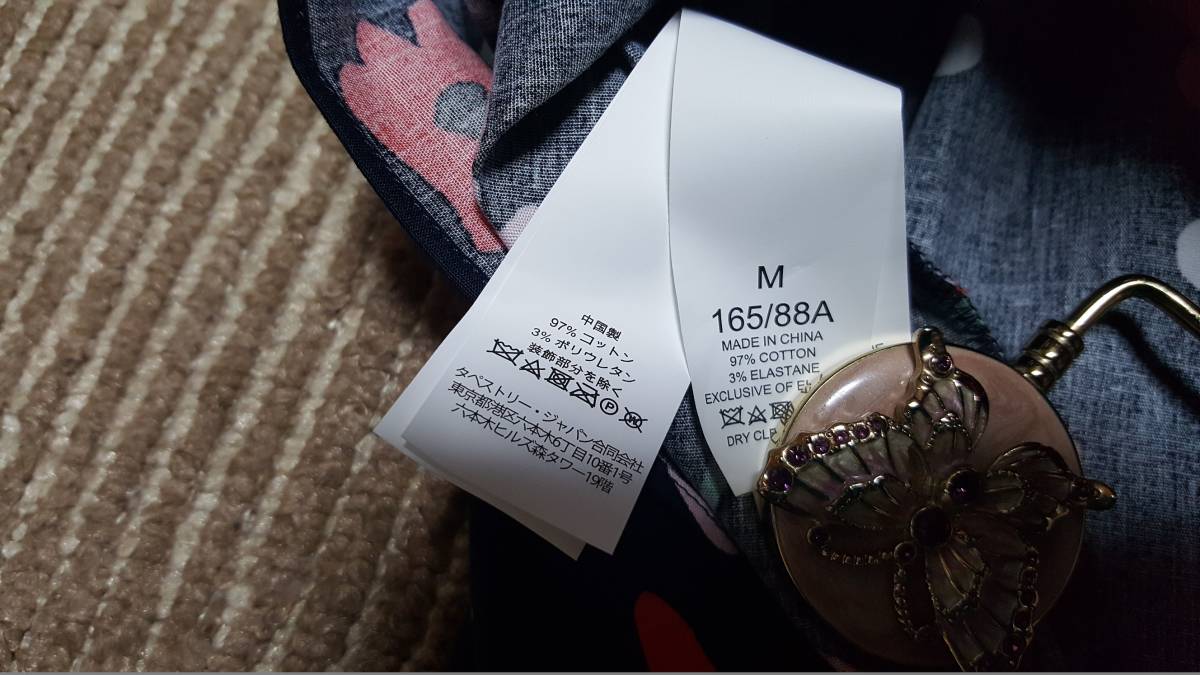 中国製
97% コットン
3% ポリウレタン
装飾部分を除く
P
W
タペストリー・ジャパン合同会社
東京都港区六本木6丁目10番1号
六本木ヒルズ森タワー19階
M
165/88A
MADE IN CHINA
97% COTTON
3% ELASTANE
EXCLUSIVE OF
DRY